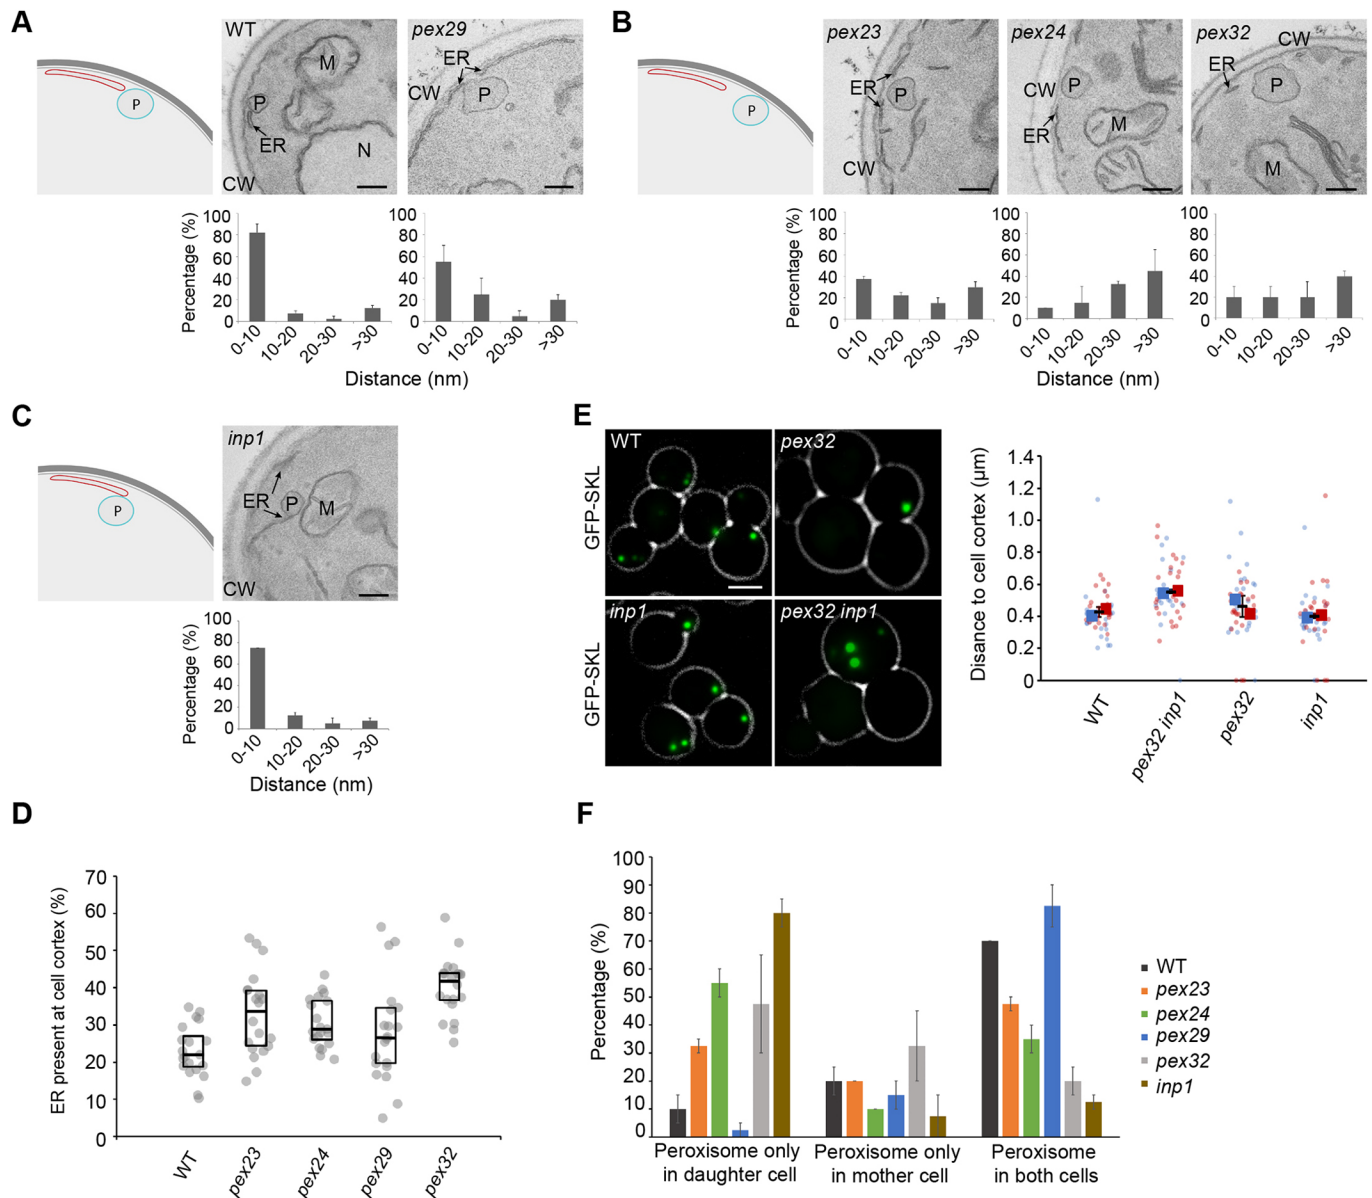 A
P
WT
M
P
ER
N
CW
pex29
ER
CW
P
Percentage (%)
100
80
60
40
20
0
0-10
10-20
20-30
>30
100
80
60
40
20
0
0-10
10-20
20-30
>30
Distance (nm)
B
P
pex23
ER
P
CW
pex24
CW
P
ER
M
pex32
CW
ER
P
M
Percentage (%)
100
80
60
40
20
0
0-10
10-20
20-30
>30
100
80
60
40
20
0
0-10
10-20
20-30
>30
100
80
60
40
20
0
0-10
10-20
20-30
>30
Distance (nm)
C
P
inp1
ER
P
M
CW
Percentage (%)
100
80
60
40
20
0
0-10
10-20
20-30
>30
Distance (nm)
E
GFP-SKL
WT
pex32
GFP-SKL
inp1
pex32 inp1
Disance to cell cortex (µm)
1.4
1.2
1.0
0.8
0.6
0.4
0.2
0
WT
pex32 inp1
pex32
inp1
D
ER present at cell cortex (%)
70
60
50
40
30
20
10
0
WT
pex23
pex24
pex29
pex32
F
Percentage (%)
100
90
80
70
60
50
40
30
20
10
0
Peroxisome only
in daughter cell
Peroxisome only
in mother cell
Peroxisome
in both cells
WT
pex23
pex24
pex29
pex32
inp1